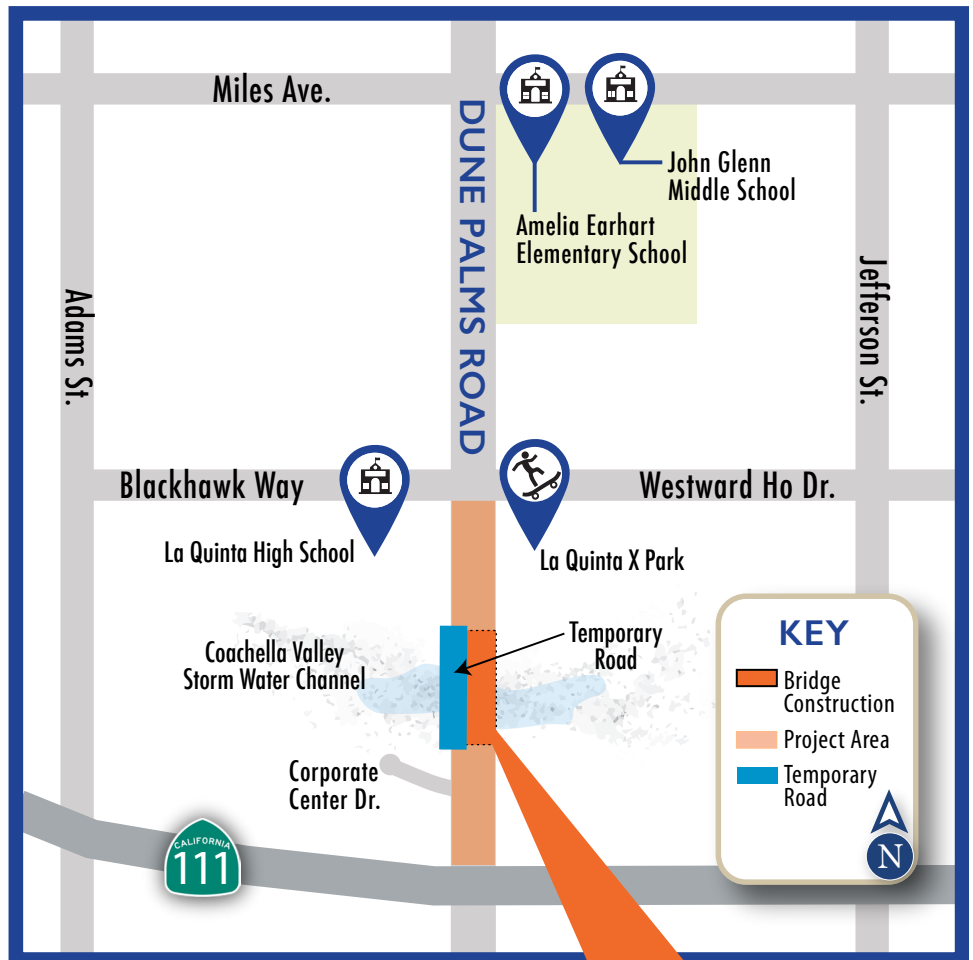 Miles Ave.
DUNE PALMS ROAD
John Glenn
Middle School
Amelia Earhart
Elementary School
Adams St.
Jefferson St.
Blackhawk Way
Westward Ho Dr.
La Quinta High School
La Quinta X Park
Coachella Valley
Storm Water Channel
Temporary
Road
Corporate
Center Dr.
CALIFORNIA
111
KEY
Bridge
Construction
Project Area
Temporary
Road
N